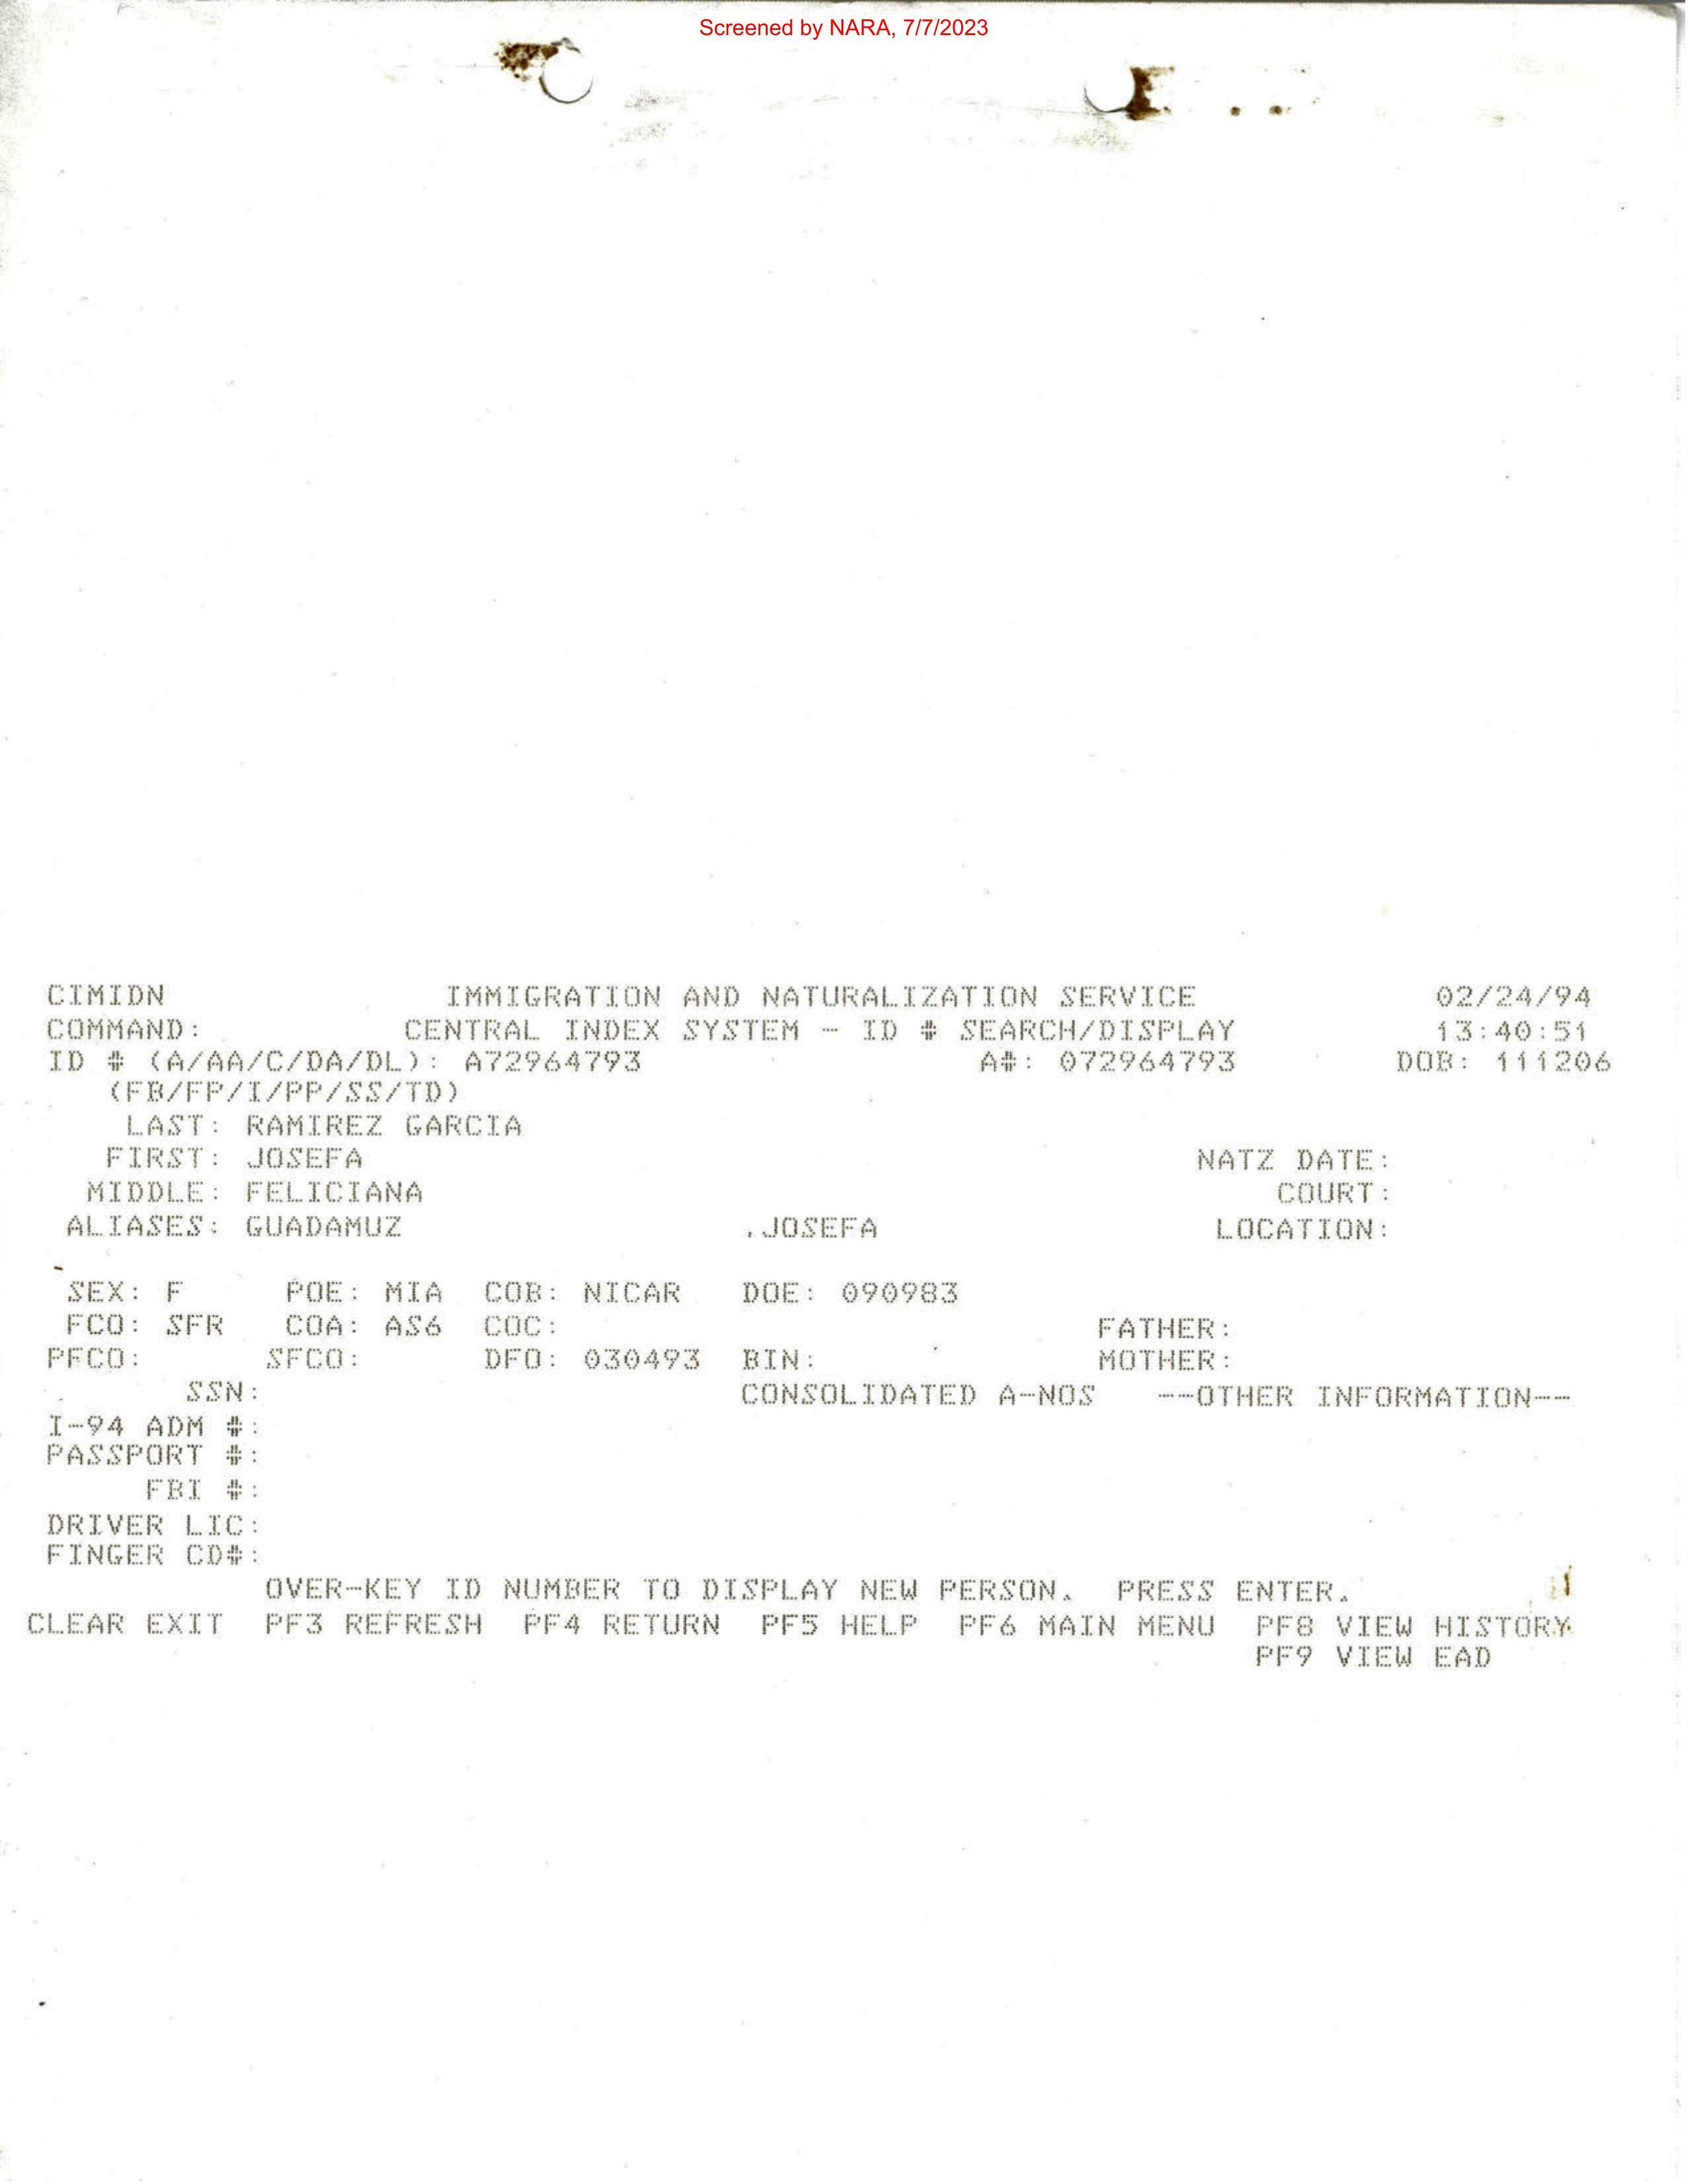 Screened by NARA, 7/7/2023
CIMIDN IMMIGRATION AND NATURALIZATION SERVICE 02/24/94
COMMAND: CENTRAL INDEX SYSTEM - ID # SEARCH/DISPLAY 13:40:51
ID # (A/AA/C/DA/DL): A72964793 A#: 072964793 DOB: 111206
(FB/FP/I/PP/SS/TD)
LAST: RAMIREZ GARCIA
FIRST: JOSEFA NATZ DATE:
MIDDLE: FELICIANA COURT:
ALIASES: GUADAMUZ ,JOSEFA LOCATION:
SEX: F POE: MIA COB: NICAR DOE: 090983
FCO: SFR COA: AS6 COC: FATHER:
PFCO: SFCO: DFO: 030493 BIN: MOTHER:
SSN: CONSOLIDATED A-NOS --OTHER INFORMATION--
I-94 ADM #:
PASSPORT #:
FBI #:
DRIVER LIC:
FINGER CD#:
OVER-KEY ID NUMBER TO DISPLAY NEW PERSON. PRESS ENTER.
CLEAR EXIT PF3 REFRESH PF4 RETURN PF5 HELP PF6 MAIN MENU PF8 VIEW HISTORY
PF9 VIEW EAD